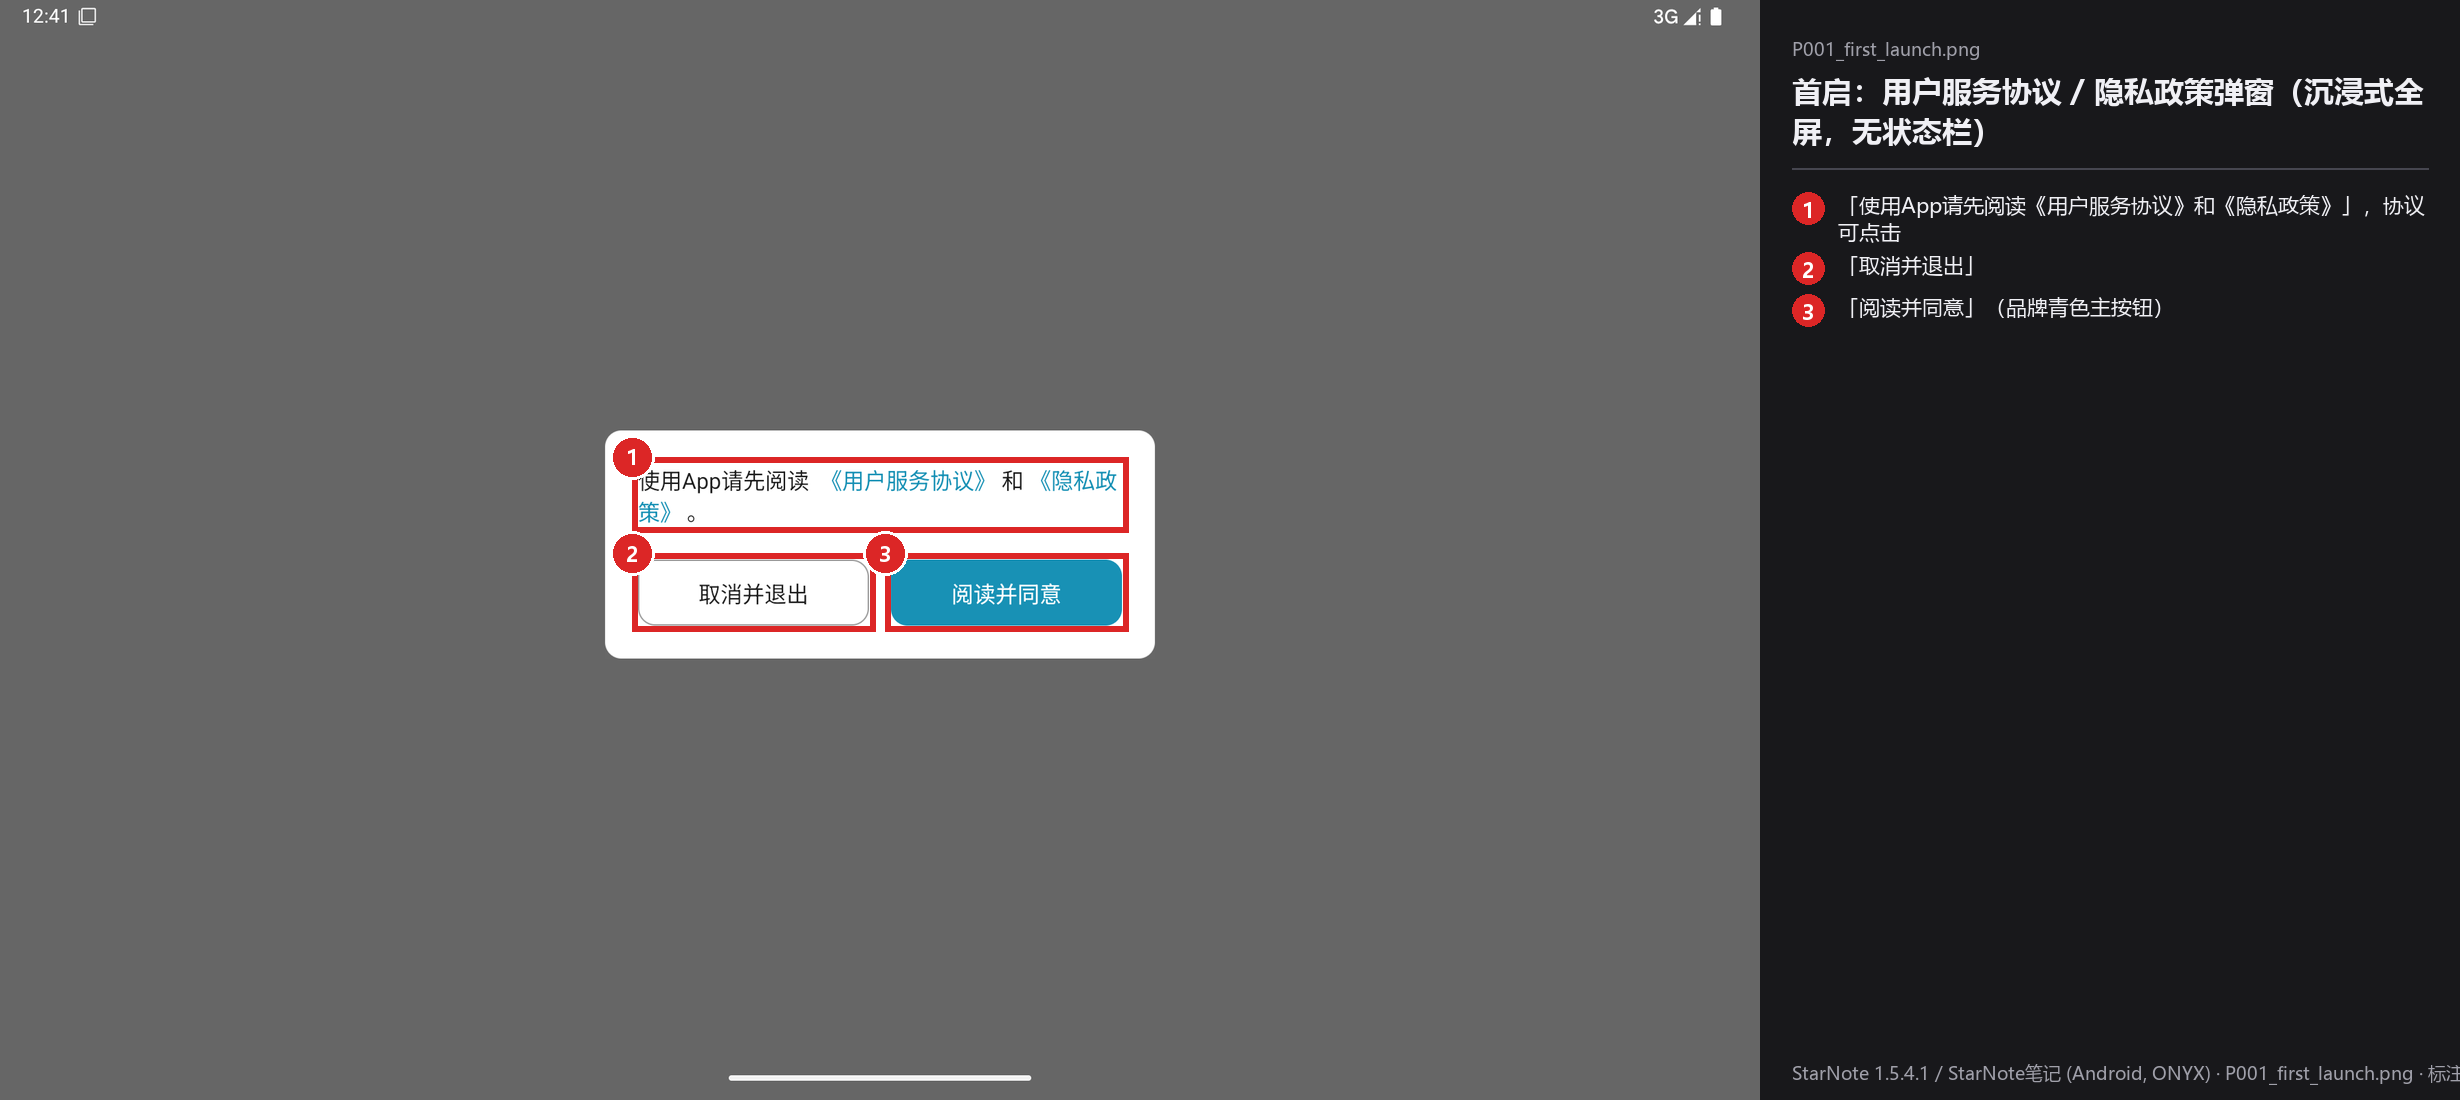 12:41
3G
使用App请先阅读 《用户服务协议》 和 《隐私政
策》 。
取消并退出
阅读并同意
1
2
3
P001_first_launch.png
首启：用户服务协议 / 隐私政策弹窗（沉浸式全
屏，无状态栏）
1 「使用App请先阅读《用户服务协议》和《隐私政策》」，协议
可点击
2 「取消并退出」
3 「阅读并同意」（品牌青色主按钮）
StarNote 1.5.4.1 / StarNote笔记 (Android, ONYX) · P001_first_launch.png · 标注